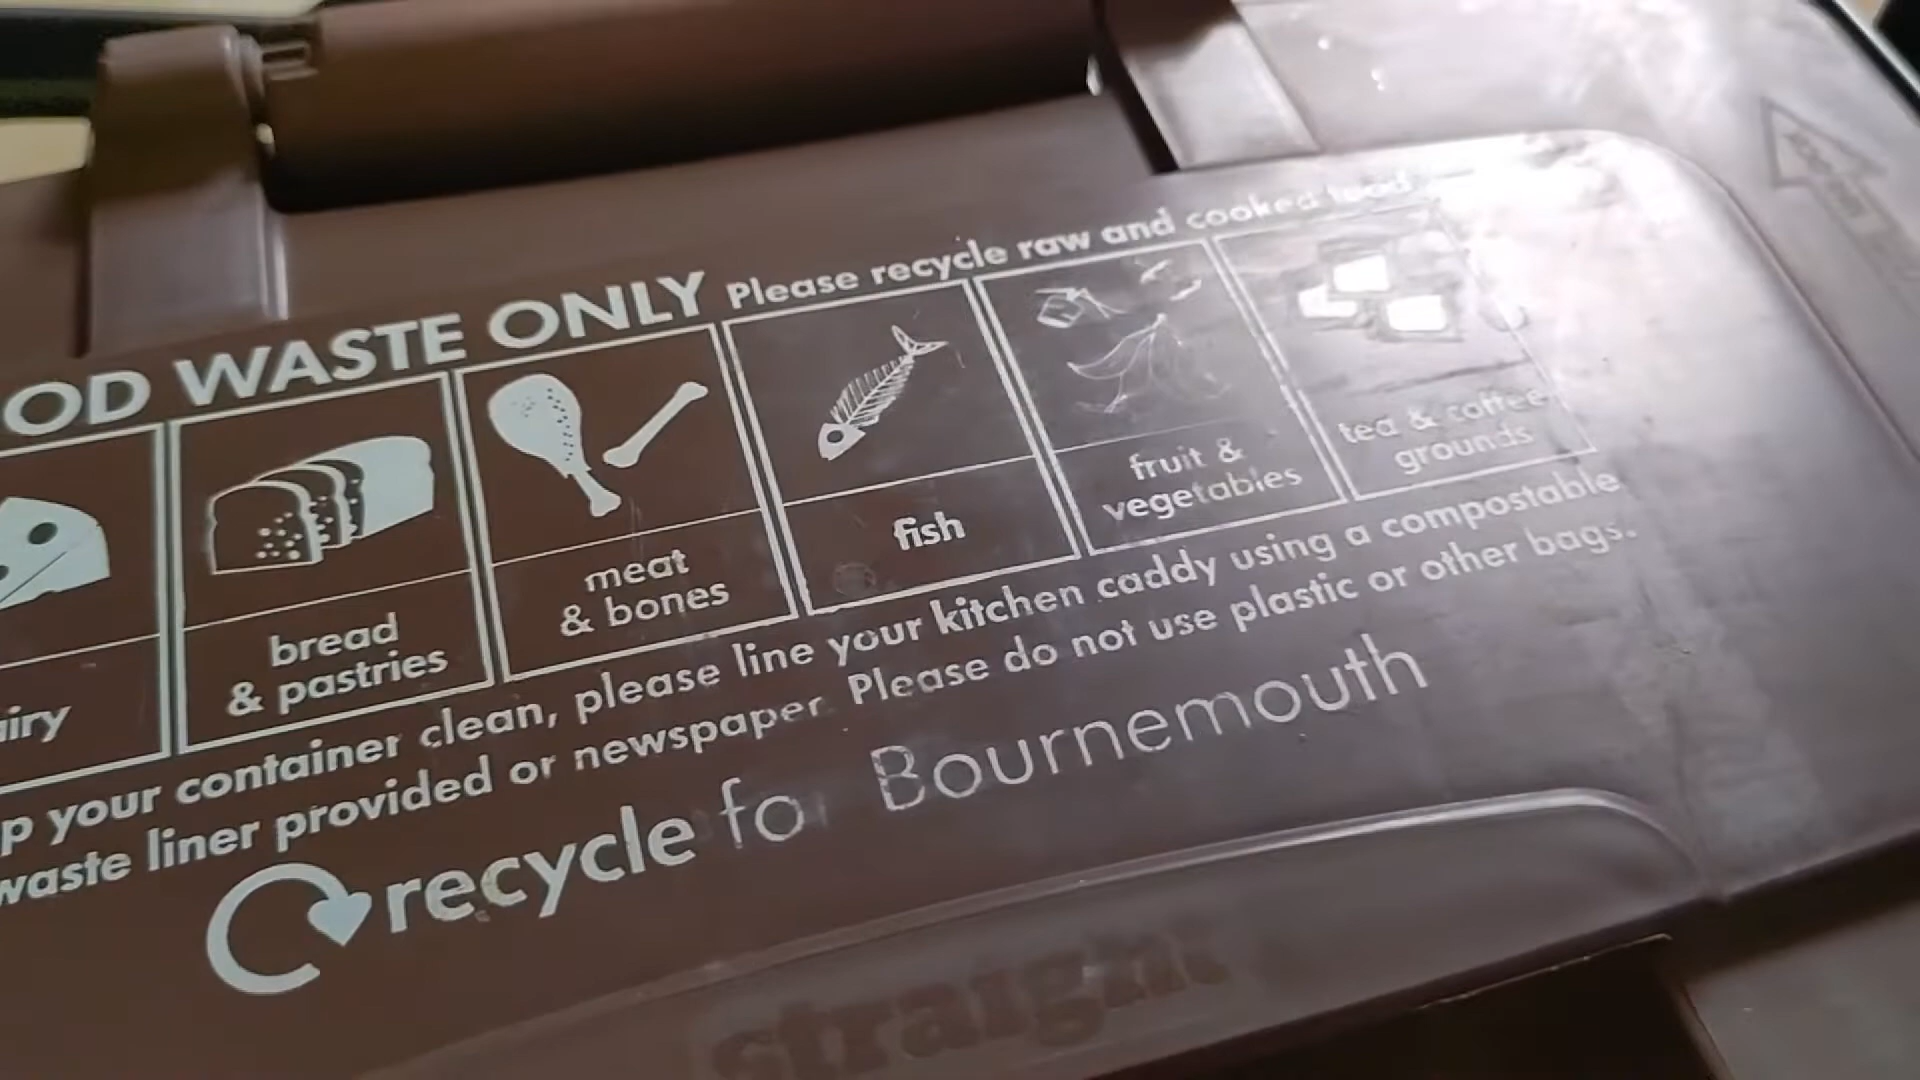 OD WASTE ONLY Please recycle raw and cooked food
airy
bread
& pastries
meat
& bones
fish
fruit &
vegetables
tea & coffee
grounds
p your container clean, please line your kitchen caddy using a compostable
waste liner provided or newspaper. Please do not use plastic or other bags.
recycle for Bournemouth
straight